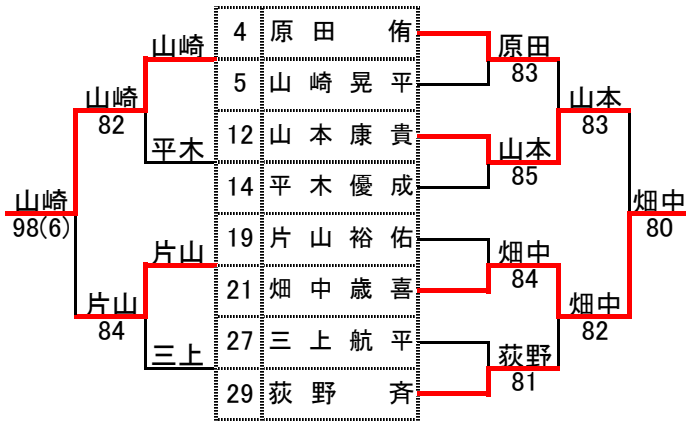 山崎
山崎
82
平木
山崎
98(6)
片山
片山
84
三上
4 原田 侑
5 山崎晃平
12 山本康貴
14 平木優成
19 片山裕佑
21 畑中歳喜
27 三上航平
29 荻野 斉
原田
83
山本
83
山本
85
畑中
80
畑中
84
畑中
82
荻野
81